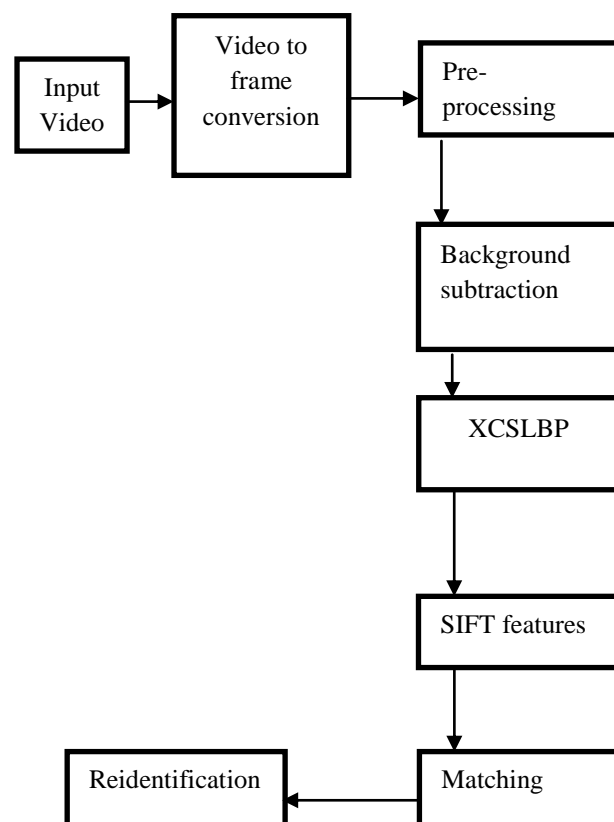 Input
Video
Video to
frame
conversion
Pre-
processing
Background
subtraction
XCSLBP
SIFT features
Matching
Reidentification